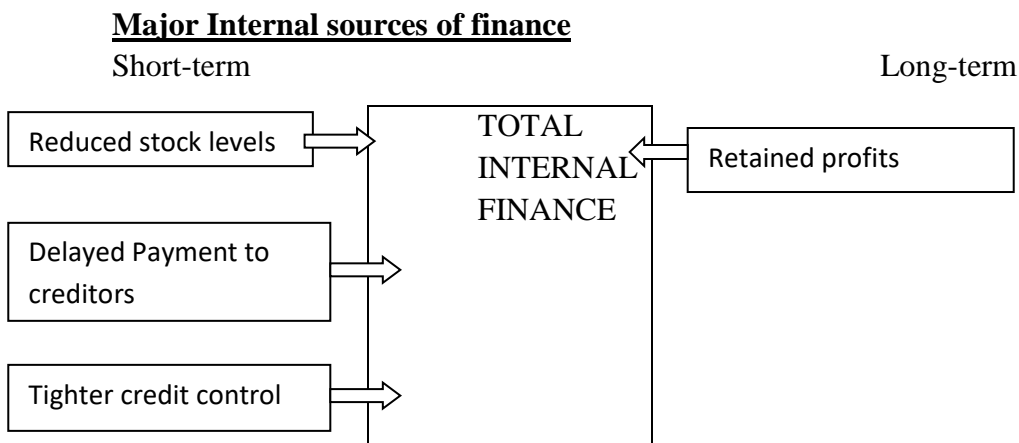 Major Internal sources of finance
Short-term
Long-term
Reduced stock levels
TOTAL
INTERNAL
FINANCE
Retained profits
Delayed Payment to
creditors
Tighter credit control